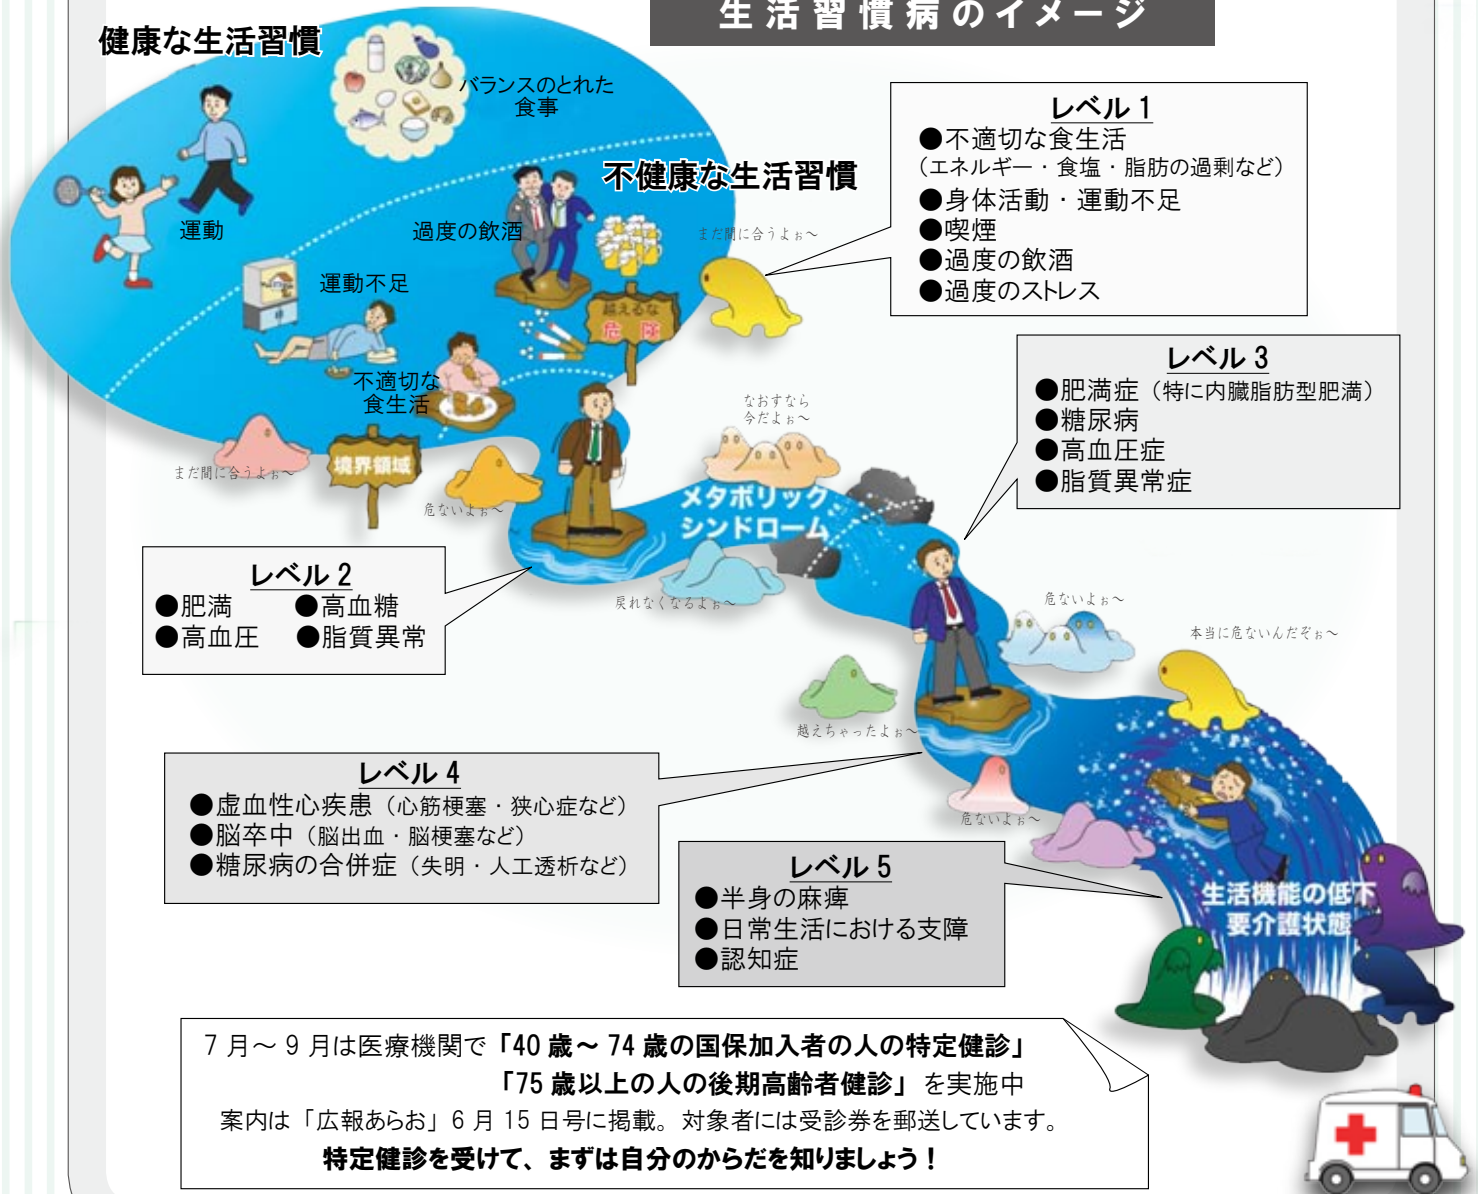 生活習慣病のイメージ
健康な生活習慣
バランスのとれた
食事
運動
不健康な生活習慣
過度の飲酒
運動不足
越えるな
危険
不適切な
食生活
まだ間に合うよぉ～
レベル 1
●不適切な食生活
（エネルギー・食塩・脂肪の過剰など）
●身体活動・運動不足
●喫煙
●過度の飲酒
●過度のストレス
まだ間に合うよぉ～
境界領域
危ないよぉ～
なおすなら
今だよぉ～
メタボリック
シンドローム
戻れなくなるよぉ～
レベル 2
●肥満 ●高血糖
●高血圧 ●脂質異常
レベル 3
●肥満症（特に内臓脂肪型肥満）
●糖尿病
●高血圧症
●脂質異常症
危ないよぉ～
本当に危ないんだぞぉ～
越えちゃったよぉ～
危ないよぉ～
レベル 4
●虚血性心疾患（心筋梗塞・狭心症など）
●脳卒中（脳出血・脳梗塞など）
●糖尿病の合併症（失明・人工透析など）
レベル 5
●半身の麻痺
●日常生活における支障
●認知症
生活機能の低下
要介護状態
7 月～ 9 月は医療機関で「40 歳～ 74 歳の国保加入者の人の特定健診」
「75 歳以上の人の後期高齢者健診」を実施中
案内は「広報あらお」6 月 15 日号に掲載。対象者には受診券を郵送しています。
特定健診を受けて、まずは自分のからだを知りましょう！